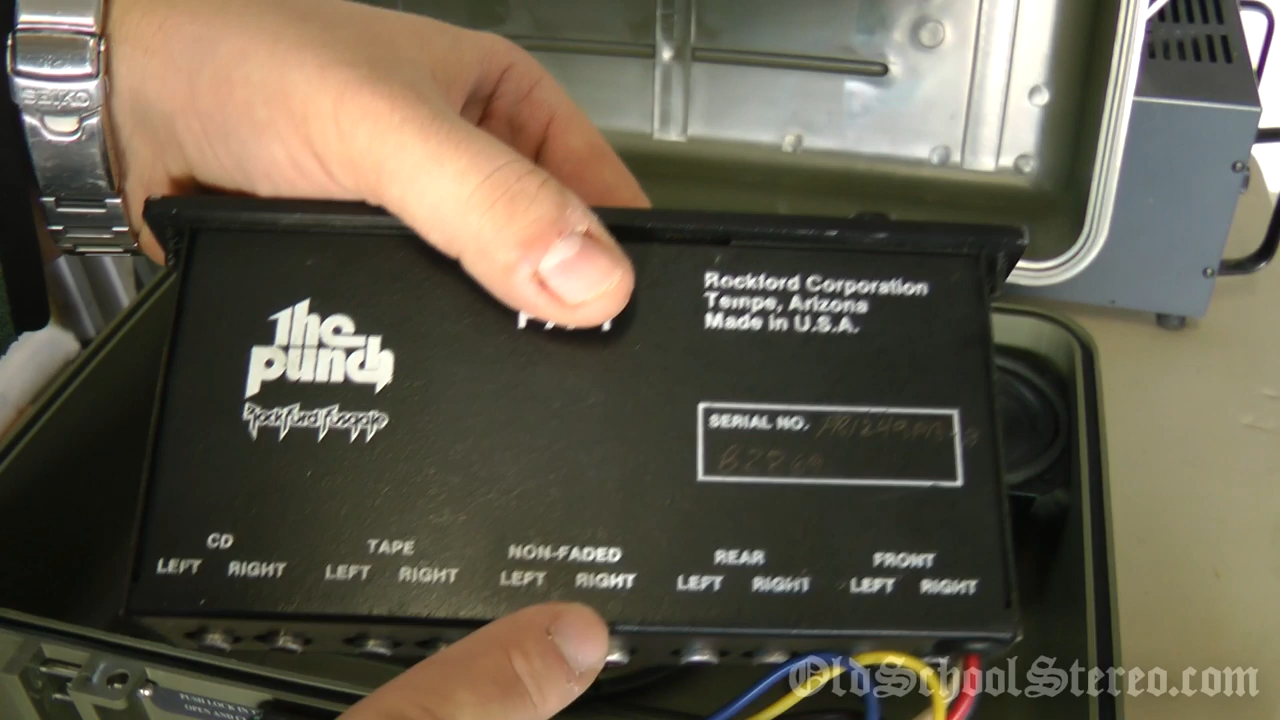 SEIKO
the
punch
Rockford Fosgate
Rockford Corporation
Tempe, Arizona
Made in U.S.A.
SERIAL NO.
CD
LEFT RIGHT
TAPE
LEFT RIGHT
NON-FADED
LEFT RIGHT
REAR
LEFT RIGHT
FRONT
LEFT RIGHT
OldSchoolStereo.com